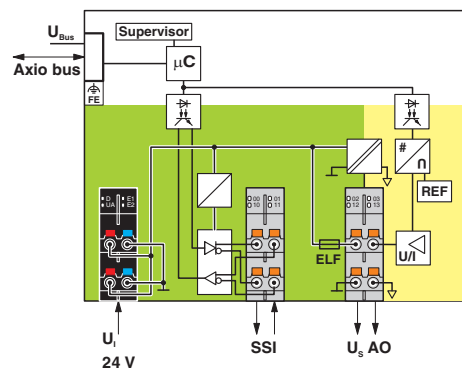 Supervisor
UBus
µC
Axio bus
FE
#
∩
REF
D E1
UA E2
00 01
10 11
02 03
12 13
ELF
U/I
UI
24 V
SSI
US AO